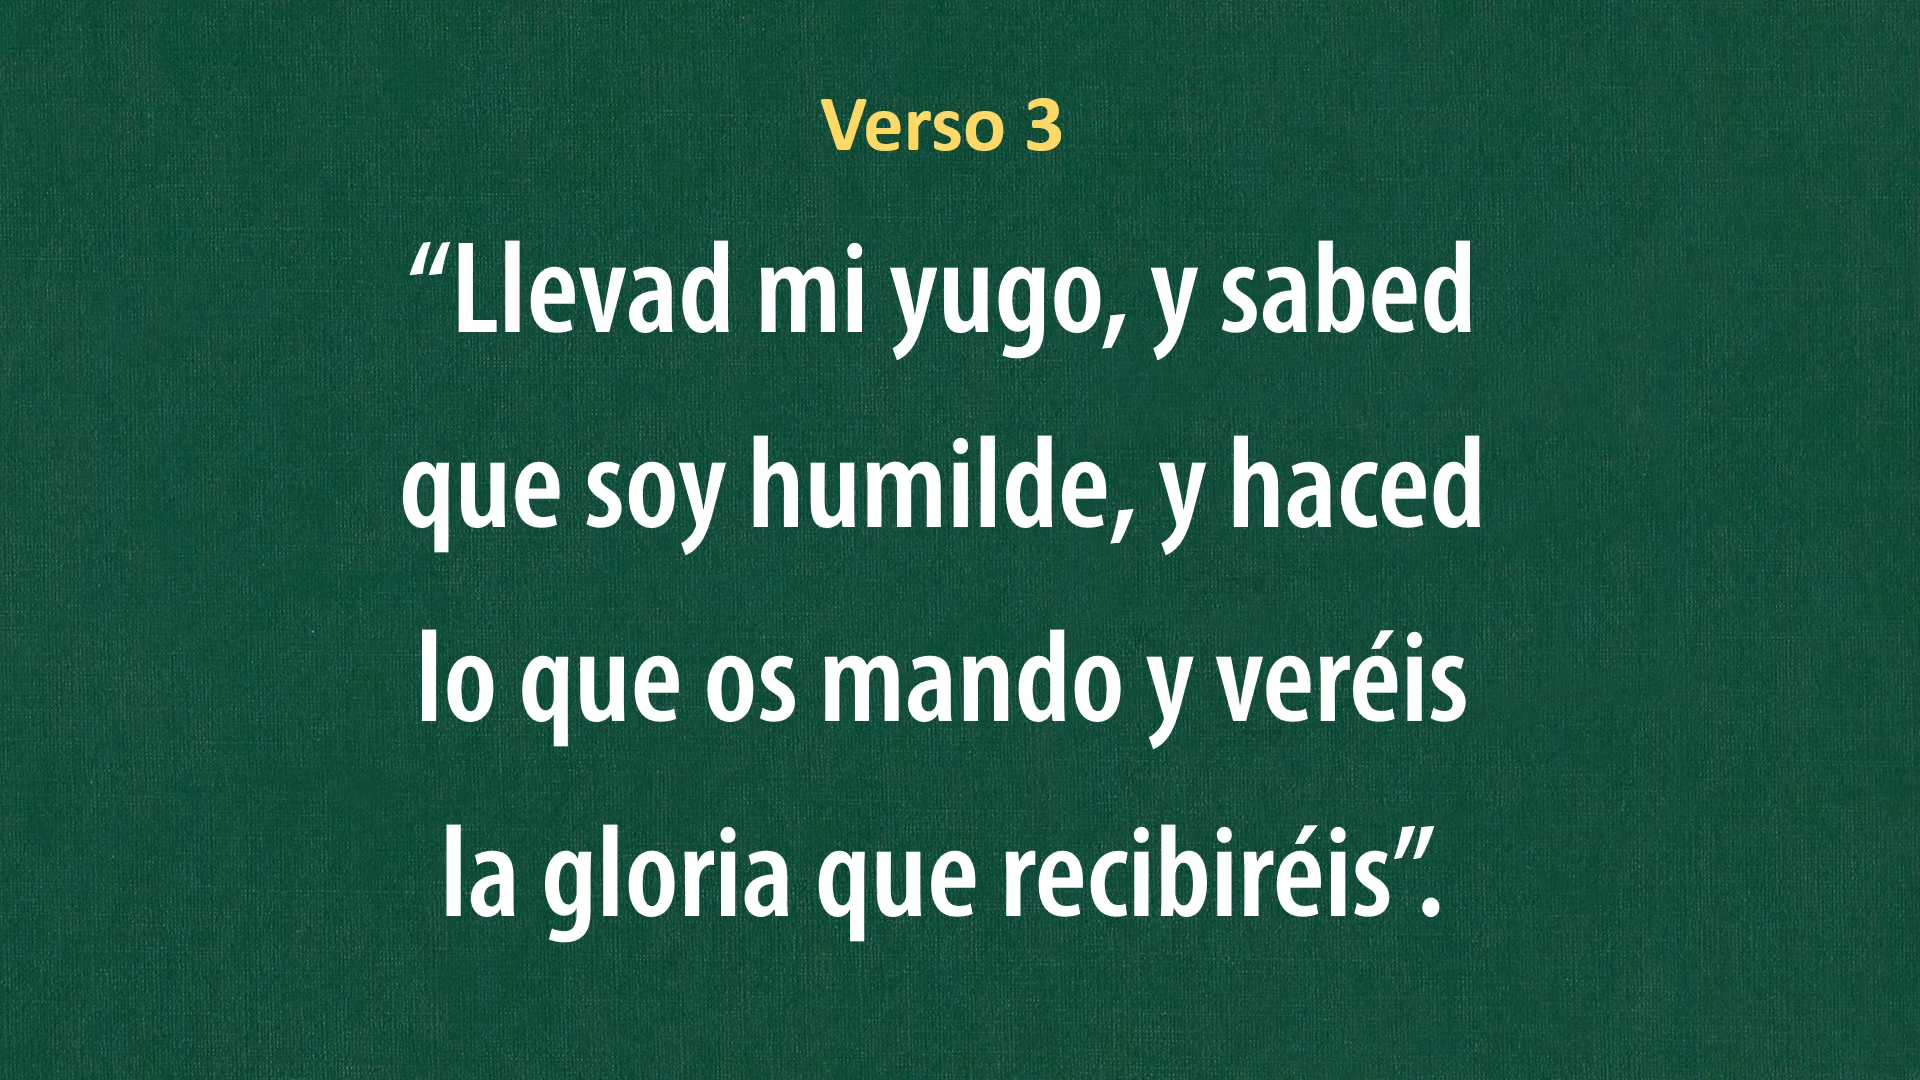 Verso 3
“Llevad mi yugo, y sabed
que soy humilde, y haced
lo que os mando y veréis
la gloria que recibiréis”.